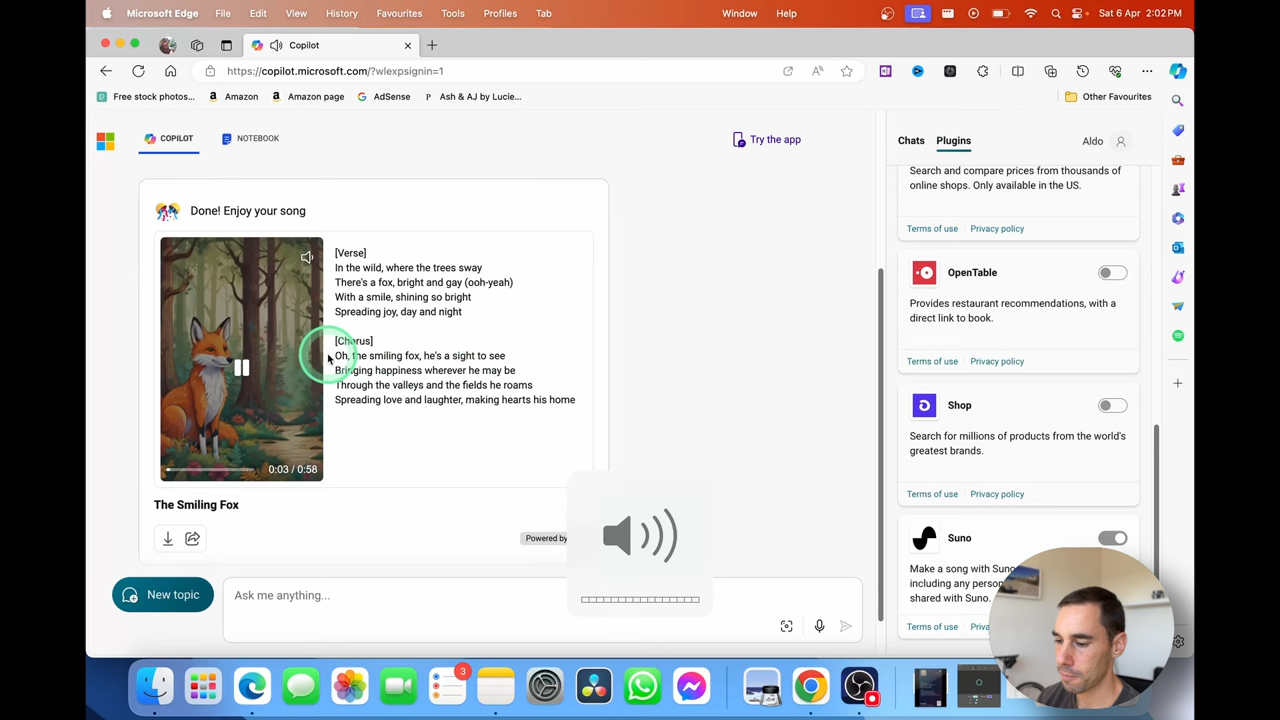 Microsoft Edge File Edit View History Favourites Tools Profiles Tab Window Help Sat 6 Apr 2:02 PM
Copilot
https://copilot.microsoft.com/?wlexpsignin=1
Free stock photos... Amazon Amazon page AdSense Ash & AJ by Lucie... Other Favourites
COPILOT NOTEBOOK Try the app
Chats Plugins Aldo
Search and compare prices from thousands of
online shops. Only available in the US.
Terms of use Privacy policy
Done! Enjoy your song
[Verse]
In the wild, where the trees sway
There's a fox, bright and gay (ooh-yeah)
With a smile, shining so bright
Spreading joy, day and night
[Chorus]
Oh, the smiling fox, he's a sight to see
Bringing happiness wherever he may be
Through the valleys and the fields he roams
Spreading love and laughter, making hearts his home
0:03 / 0:58
The Smiling Fox
Powered by
OpenTable
Provides restaurant recommendations, with a
direct link to book.
Terms of use Privacy policy
Shop
Search for millions of products from the world's
greatest brands.
Terms of use Privacy policy
Suno
Make a song with Suno
including any person
shared with Suno.
Terms of use
New topic
Ask me anything...
3